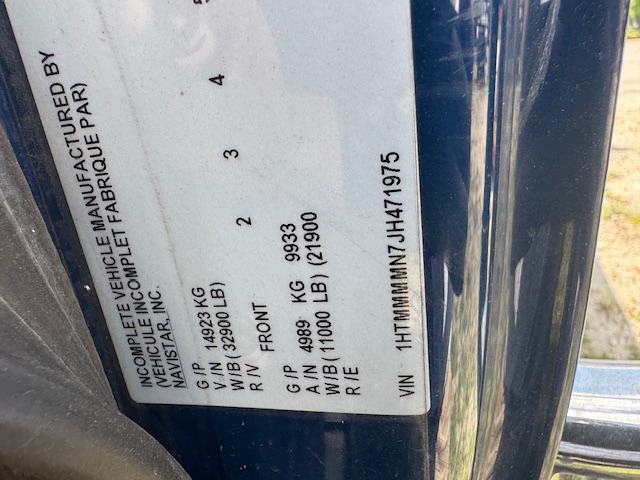 INCOMPLETE VEHICLE MANUFACTURED BY
(VEHICULE INCOMPLET FABRIQUE PAR)
NAVISTAR, INC.
G/P 14923 KG
V/N
W/B (32900 LB)
R/V
FRONT 2 3 4
G/P
A/N 4989 KG 9933
W/B (11000 LB) (21900
R/E
VIN 1HTMMMMN7JH471975